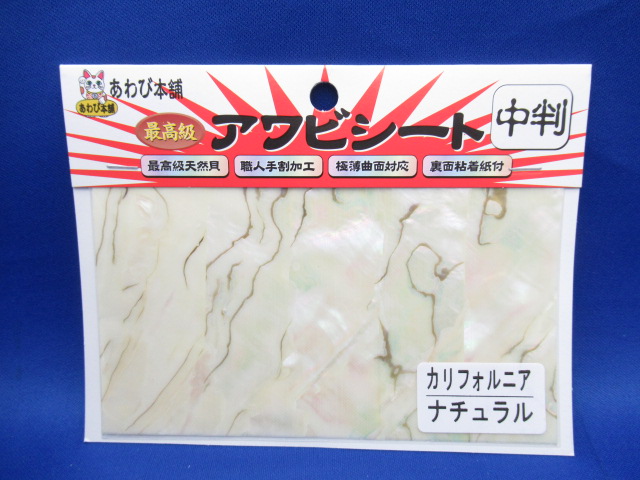 あわび本舗
あわび本舗
最高級
アワビシート
中判
最高級天然貝
職人手割加工
極薄曲面対応
裏面粘着紙付
カリフォルニア
ナチュラル